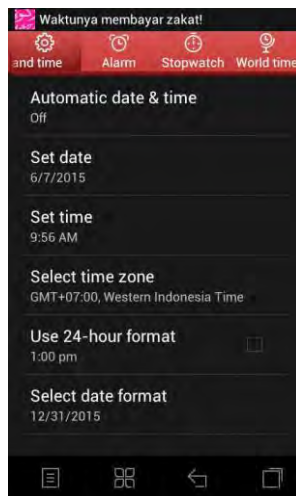 Waktunya membayar zakat!
and time
Alarm
Stopwatch
World time
Automatic date & time
Off
Set date
6/7/2015
Set time
9:56 AM
Select time zone
GMT+07:00, Western Indonesia Time
Use 24-hour format
1:00 pm
Select date format
12/31/2015